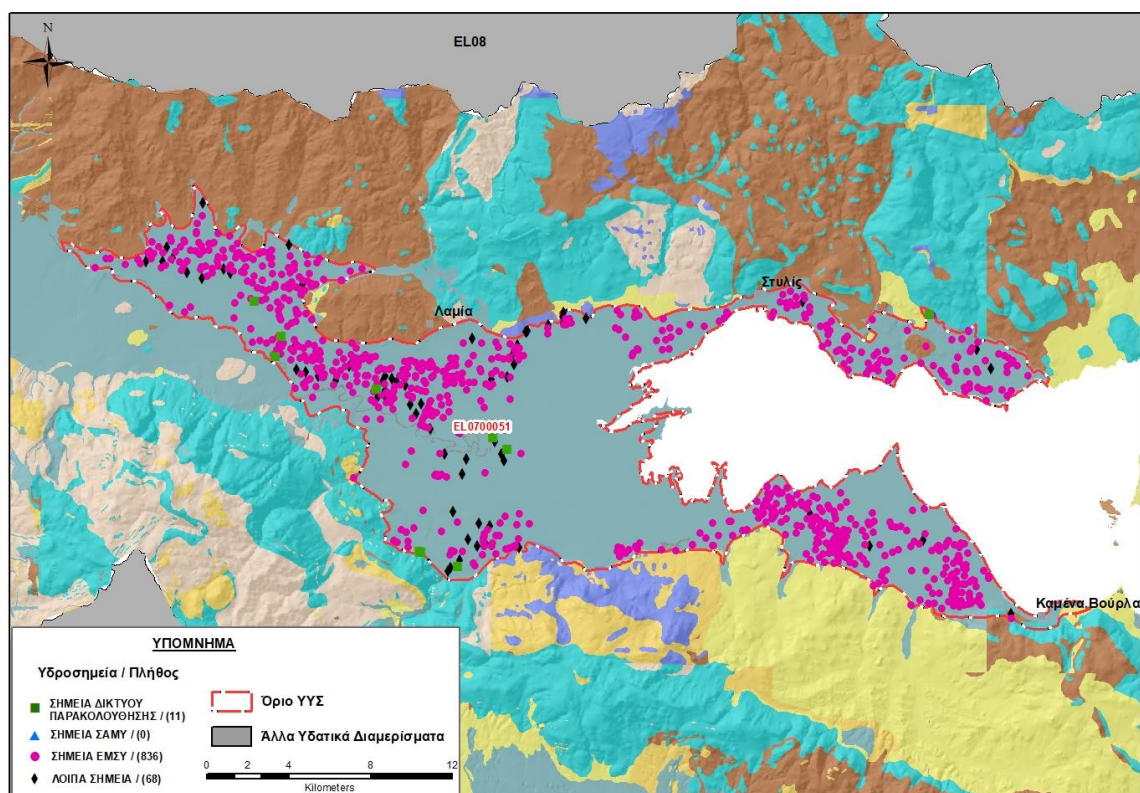 N
EL08
Στυλίς
Λαμία
EL0700051
Καμένα Βούρλα
ΥΠΟΜΝΗΜΑ
Υδροσημεία / Πλήθος
ΣΗΜΕΙΑ ΔΙΚΤΥΟΥ
ΠΑΡΑΚΟΛΟΥΘΗΣΗΣ / (11)
ΣΗΜΕΙΑ ΣΑΜΥ / (0)
ΣΗΜΕΙΑ ΕΜΣΥ / (836)
ΛΟΙΠΑ ΣΗΜΕΙΑ / (68)
Όριο ΥΥΣ
Άλλα Υδατικά Διαμερίσματα
0 2 4 8 12
Kilometers